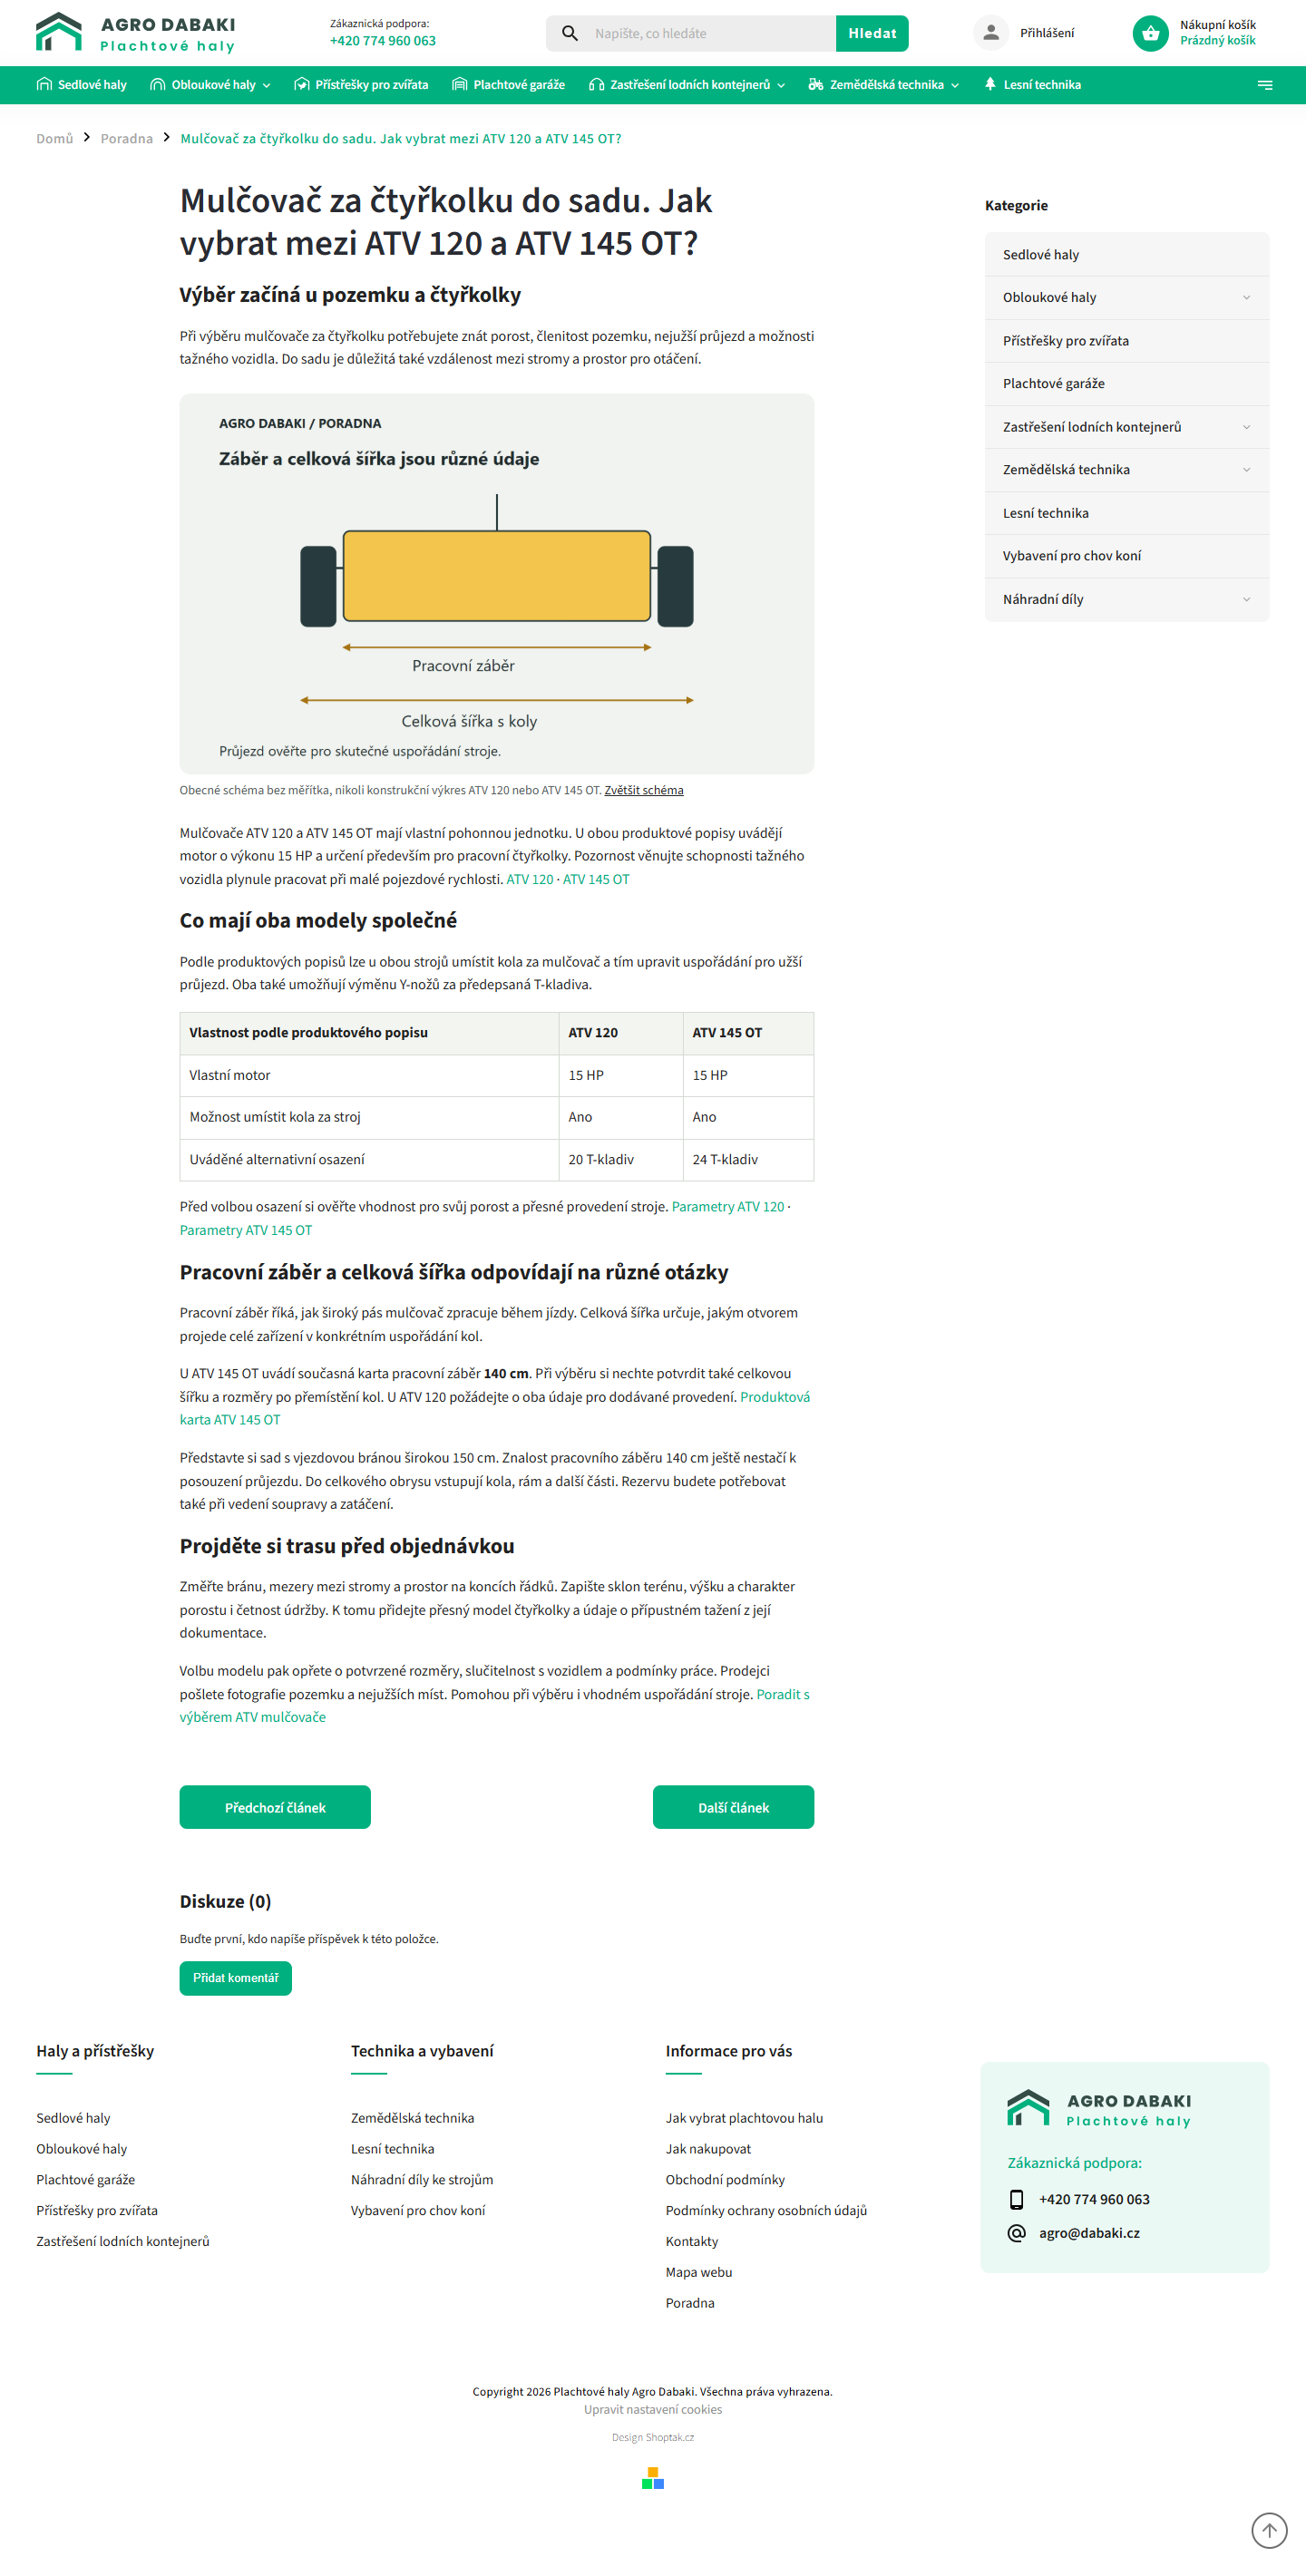 AGRO DABAKI
Plachtové haly
Zákaznická podpora:
+420 774 960 063
Napište, co hledáte
Hledat
Přihlášení
Nákupní košík
Prázdný košík
Sedlové haly
Obloukové haly
Přístřešky pro zvířata
Plachtové garáže
Zastřešení lodních kontejnerů
Zemědělská technika
Lesní technika
Domů
Poradna
Mulčovač za čtyřkolku do sadu. Jak vybrat mezi ATV 120 a ATV 145 OT?
Mulčovač za čtyřkolku do sadu. Jak
vybrat mezi ATV 120 a ATV 145 OT?
Výběr začíná u pozemku a čtyřkolky
Při výběru mulčovače za čtyřkolku potřebujete znát porost, členitost pozemku, nejužší průjezd a možnosti
tažného vozidla. Do sadu je důležitá také vzdálenost mezi stromy a prostor pro otáčení.
AGRO DABAKI / PORADNA
Záběr a celková šířka jsou různé údaje
Pracovní záběr
Celková šířka s koly
Průjezd ověřte pro skutečné uspořádání stroje.
Obecné schéma bez měřítka, nikoli konstrukční výkres ATV 120 nebo ATV 145 OT. Zvětšit schéma
Mulčovače ATV 120 a ATV 145 OT mají vlastní pohonnou jednotku. U obou produktové popisy uvádějí
motor o výkonu 15 HP a určení především pro pracovní čtyřkolky. Pozornost věnujte schopnosti tažného
vozidla plynule pracovat při malé pojezdové rychlosti. ATV 120 · ATV 145 OT
Co mají oba modely společné
Podle produktových popisů lze u obou strojů umístit kola za mulčovač a tím upravit uspořádání pro užší
průjezd. Oba také umožňují výměnu Y-nožů za předepsaná T-kladiva.
Vlastnost podle produktového popisu ATV 120 ATV 145 OT
Vlastní motor 15 HP 15 HP
Možnost umístit kola za stroj Ano Ano
Uváděné alternativní osazení 20 T-kladiv 24 T-kladiv
Před volbou osazení si ověřte vhodnost pro svůj porost a přesné provedení stroje. Parametry ATV 120 ·
Parametry ATV 145 OT
Pracovní záběr a celková šířka odpovídají na různé otázky
Pracovní záběr říká, jak široký pás mulčovač zpracuje během jízdy. Celková šířka určuje, jakým otvorem
projede celé zařízení v konkrétním uspořádání kol.
U ATV 145 OT uvádí současná karta pracovní záběr 140 cm. Při výběru si nechte potvrdit také celkovou
šířku a rozměry po přemístění kol. U ATV 120 požádejte o oba údaje pro dodávané provedení. Produktová
karta ATV 145 OT
Představte si sad s vjezdovou bránou širokou 150 cm. Znalost pracovního záběru 140 cm ještě nestačí k
posouzení průjezdu. Do celkového obrysu vstupují kola, rám a další části. Rezervu budete potřebovat
také při vedení soupravy a zatáčení.
Projděte si trasu před objednávkou
Změřte bránu, mezery mezi stromy a prostor na koncích řádků. Zapište sklon terénu, výšku a charakter
porostu i četnost údržby. K tomu přidejte přesný model čtyřkolky a údaje o přípustném tažení z její
dokumentace.
Volbu modelu pak opřete o potvrzené rozměry, slučitelnost s vozidlem a podmínky práce. Prodejci
pošlete fotografie pozemku a nejužších míst. Pomohou při výběru i vhodném uspořádání stroje. Poradit s
výběrem ATV mulčovače
Předchozí článek
Další článek
Diskuze (0)
Buďte první, kdo napíše příspěvek k této položce.
Přidat komentář
Kategorie
Sedlové haly
Obloukové haly
Přístřešky pro zvířata
Plachtové garáže
Zastřešení lodních kontejnerů
Zemědělská technika
Lesní technika
Vybavení pro chov koní
Náhradní díly
Haly a přístřešky
Sedlové haly
Obloukové haly
Plachtové garáže
Přístřešky pro zvířata
Zastřešení lodních kontejnerů
Technika a vybavení
Zemědělská technika
Lesní technika
Náhradní díly ke strojům
Vybavení pro chov koní
Informace pro vás
Jak vybrat plachtovou halu
Jak nakupovat
Obchodní podmínky
Podmínky ochrany osobních údajů
Kontakty
Mapa webu
Poradna
AGRO DABAKI
Plachtové haly
Zákaznická podpora:
+420 774 960 063
agro@dabaki.cz
Copyright 2026 Plachtové haly Agro Dabaki. Všechna práva vyhrazena.
Upravit nastavení cookies
Design Shoptak.cz